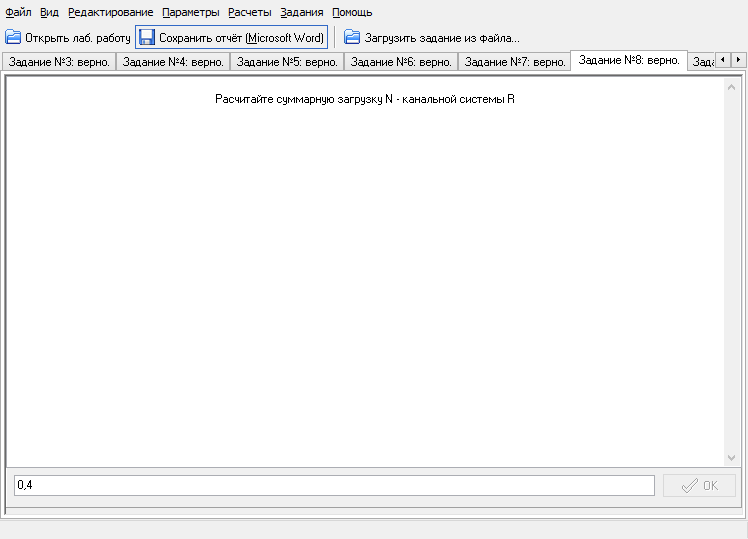 Файл Вид Редактирование Параметры Расчеты Задания Помощь
Открыть лаб. работу Сохранить отчёт (Microsoft Word) Загрузить задание из файла...
Задание №3: верно. Задание №4: верно. Задание №5: верно. Задание №6: верно. Задание №7: верно. Задание №8: верно. Зада
Расчитайте суммарную загрузку N - канальной системы R
0,4 OK